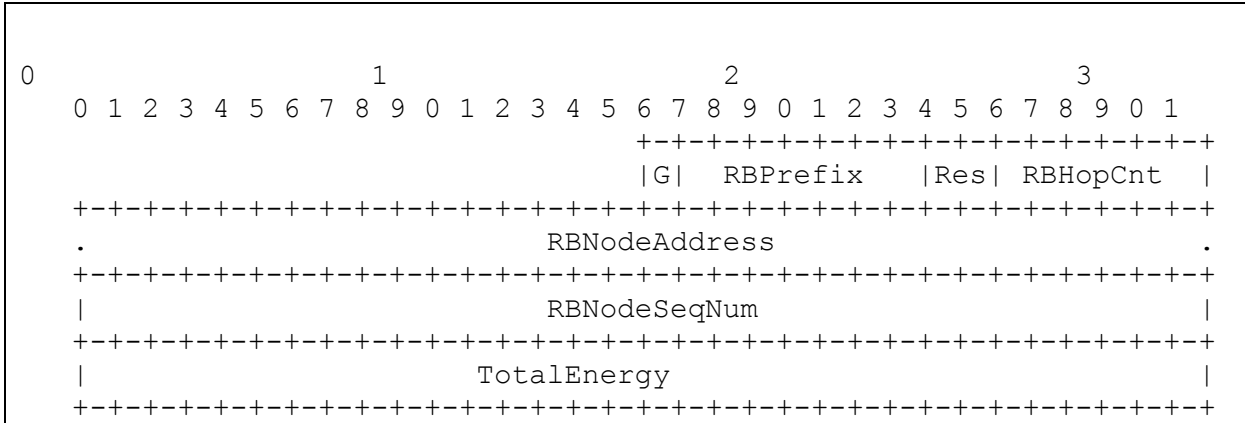 0                   1                   2                   3
   0 1 2 3 4 5 6 7 8 9 0 1 2 3 4 5 6 7 8 9 0 1 2 3 4 5 6 7 8 9 0 1
                                   +-+-+-+-+-+-+-+-+-+-+-+-+-+-+-+-+
                                   |G|  RBPrefix   |Res| RBHopCnt  |
   +-+-+-+-+-+-+-+-+-+-+-+-+-+-+-+-+-+-+-+-+-+-+-+-+-+-+-+-+-+-+-+-+
   .                          RBNodeAddress                        .
   +-+-+-+-+-+-+-+-+-+-+-+-+-+-+-+-+-+-+-+-+-+-+-+-+-+-+-+-+-+-+-+-+
   |                          RBNodeSeqNum                         |
   +-+-+-+-+-+-+-+-+-+-+-+-+-+-+-+-+-+-+-+-+-+-+-+-+-+-+-+-+-+-+-+-+
   |                      TotalEnergy                              |
   +-+-+-+-+-+-+-+-+-+-+-+-+-+-+-+-+-+-+-+-+-+-+-+-+-+-+-+-+-+-+-+-+